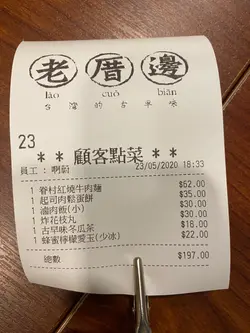 老厝邊
lào cuò biān
台灣的古早味
23
** 顧客點菜 **
員工：
23/05/2020 18:33
1 眷村紅燒牛肉麵 $62.00
1 起司肉鬆蛋餅 $35.00
1 滷肉飯(小) $30.00
1 炸花枝丸 $30.00
1 古早味冬瓜茶 $18.00
1 蜂蜜檸檬愛玉(少冰) $22.00
總數 $197.00